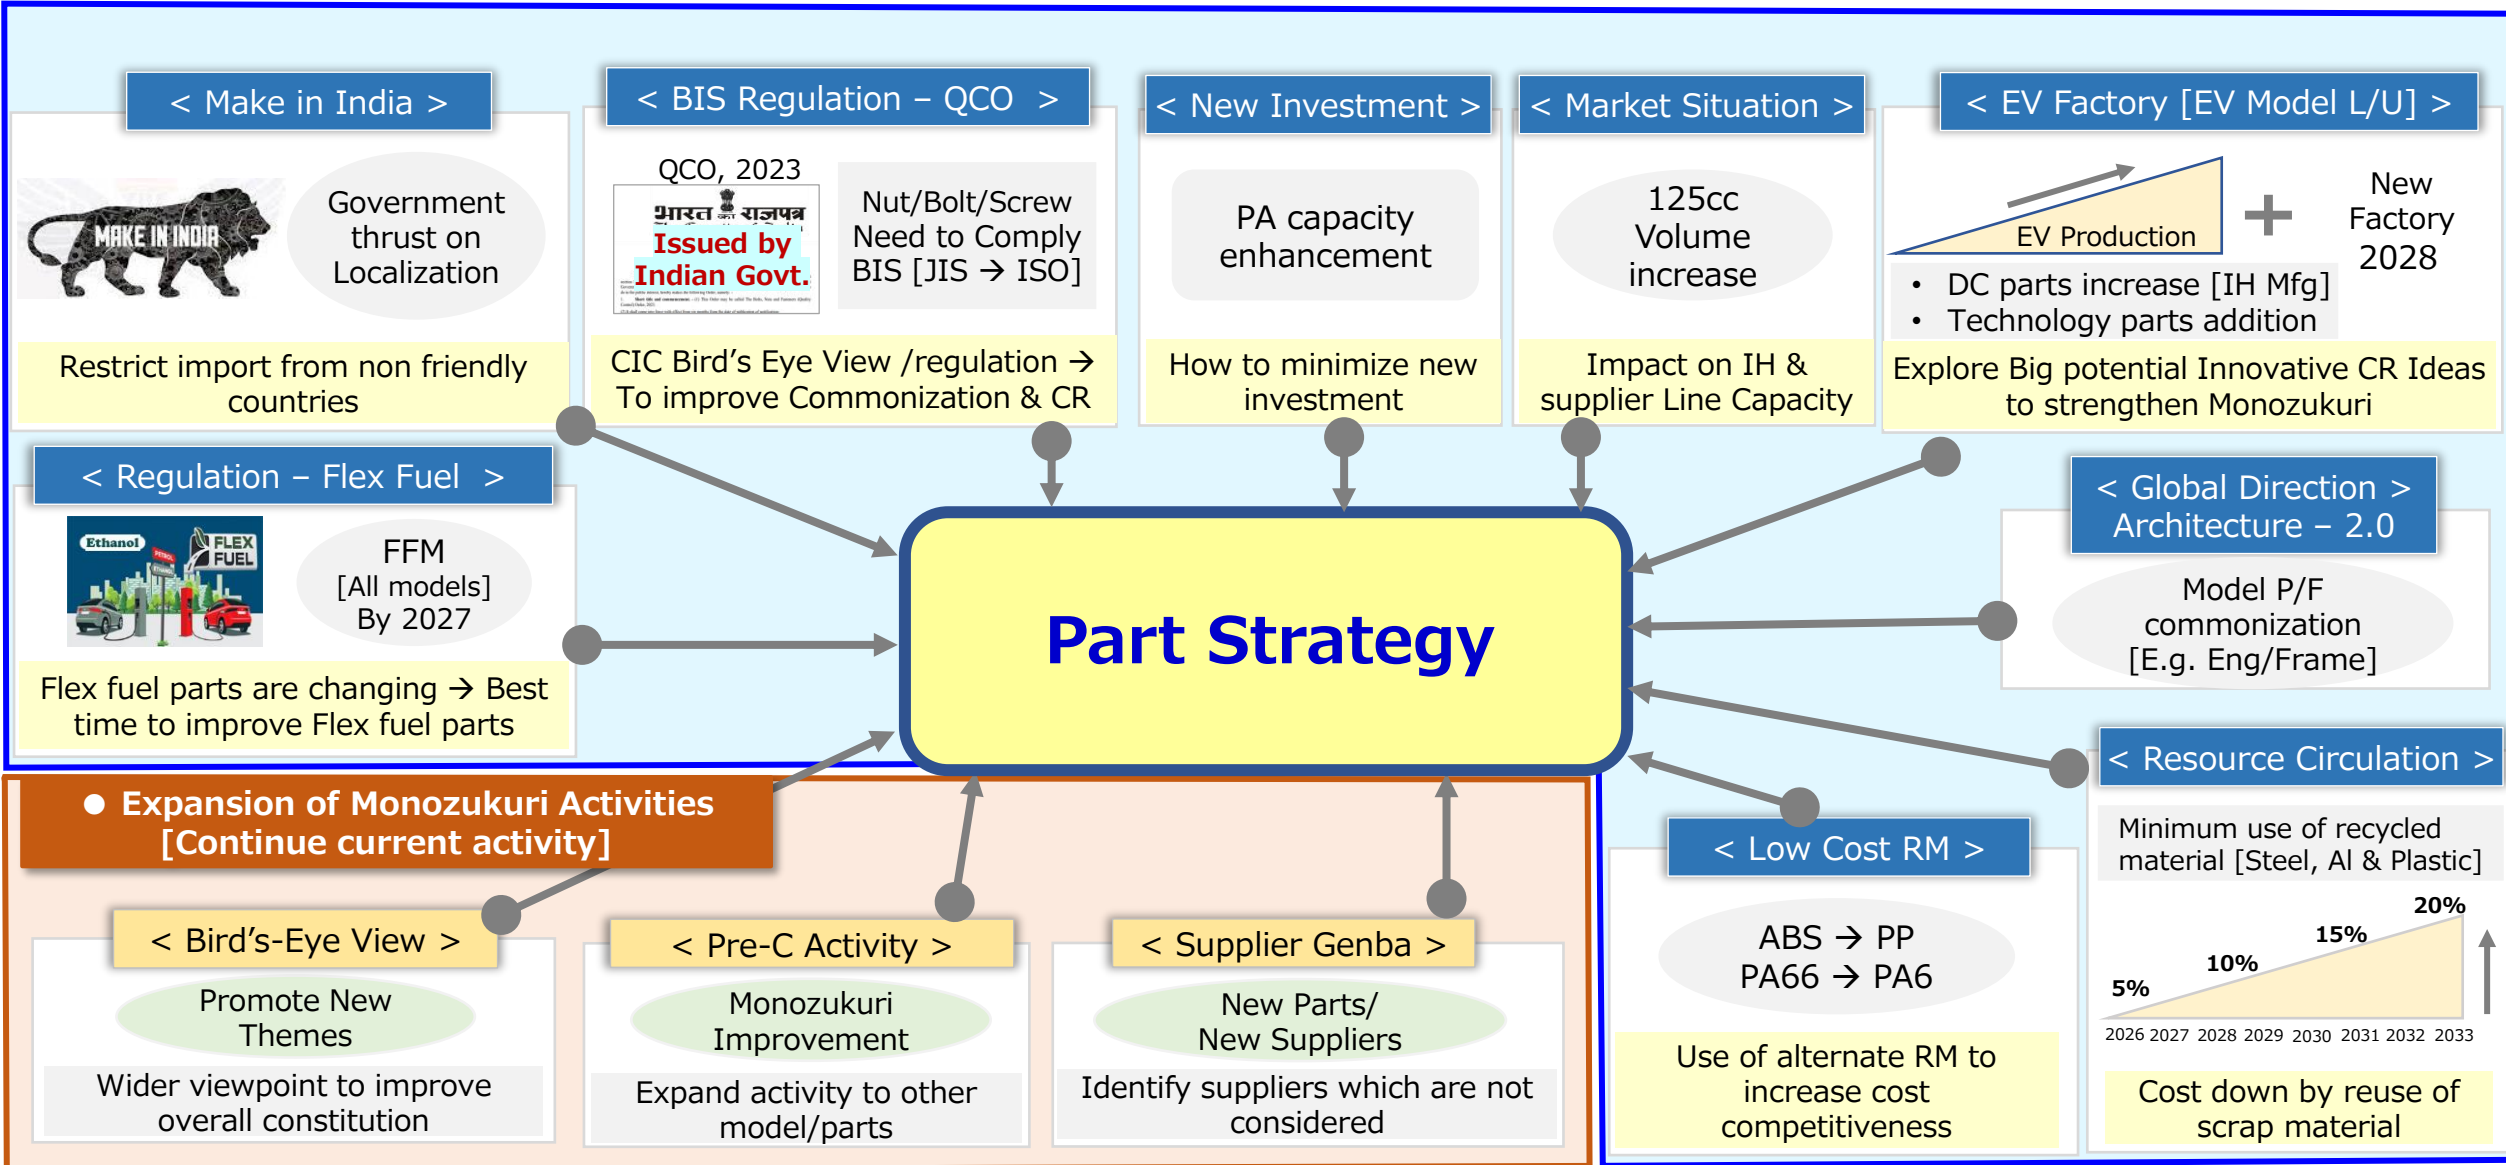 < Make in India >
MAKE IN INDIA
Government
thrust on
Localization
Restrict import from non friendly
countries
< BIS Regulation – QCO >
QCO, 2023
भारत का राजपत्र
Issued by
Indian Govt.
Nut/Bolt/Screw
Need to Comply
BIS [JIS → ISO]
CIC Bird's Eye View /regulation →
To improve Commonization & CR
< New Investment >
PA capacity
enhancement
How to minimize new
investment
< Market Situation >
125cc
Volume
increase
Impact on IH &
supplier Line Capacity
< EV Factory [EV Model L/U] >
EV Production
+
New
Factory
2028
• DC parts increase [IH Mfg]
• Technology parts addition
Explore Big potential Innovative CR Ideas
to strengthen Monozukuri
< Regulation – Flex Fuel >
Ethanol
PETROL
FLEX
FUEL
FFM
[All models]
By 2027
Flex fuel parts are changing → Best
time to improve Flex fuel parts
Part Strategy
< Global Direction >
Architecture – 2.0
Model P/F
commonization
[E.g. Eng/Frame]
● Expansion of Monozukuri Activities
[Continue current activity]
< Bird's-Eye View >
Promote New
Themes
Wider viewpoint to improve
overall constitution
< Pre-C Activity >
Monozukuri
Improvement
Expand activity to other
model/parts
< Supplier Genba >
New Parts/
New Suppliers
Identify suppliers which are not
considered
< Low Cost RM >
ABS → PP
PA66 → PA6
Use of alternate RM to
increase cost
competitiveness
< Resource Circulation >
Minimum use of recycled
material [Steel, Al & Plastic]
5%
10%
15%
20%
2026 2027 2028 2029 2030 2031 2032 2033
Cost down by reuse of
scrap material